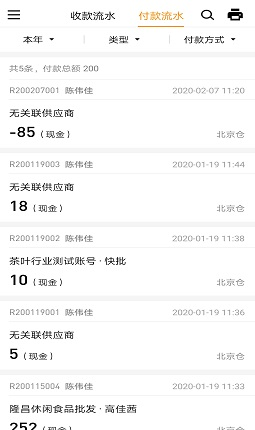 收款流水 付款流水
本年 类型 付款方式
共5条，付款总额 200
R200207001 陈伟佳 2020-02-07 11:20
无关联供应商
-85（现金） 北京仓
R200119003 陈伟佳 2020-01-19 11:44
无关联供应商
18（现金） 北京仓
R200119002 陈伟佳 2020-01-19 11:38
茶叶行业测试账号·快批
10（现金） 北京仓
R200119001 陈伟佳 2020-01-19 11:36
无关联供应商
5（现金） 北京仓
R200115004 陈伟佳 2020-01-19 11:33
隆昌休闲食品批发·高佳茜
252（现金） 北京仓